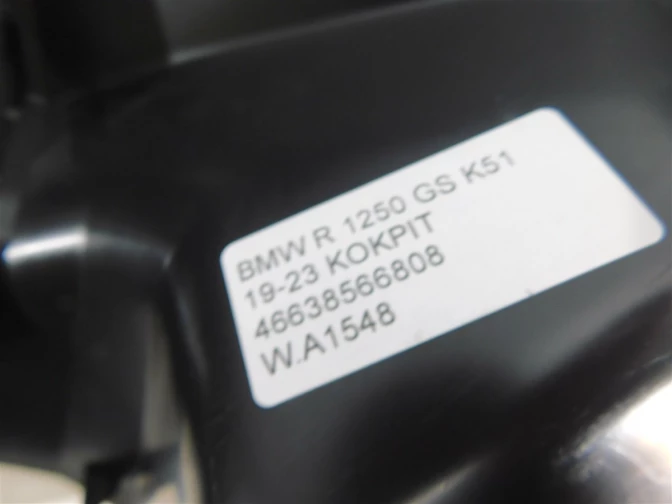 BMW R 1250 GS K51
19-23 KOKPIT
46638566808
W.A1548